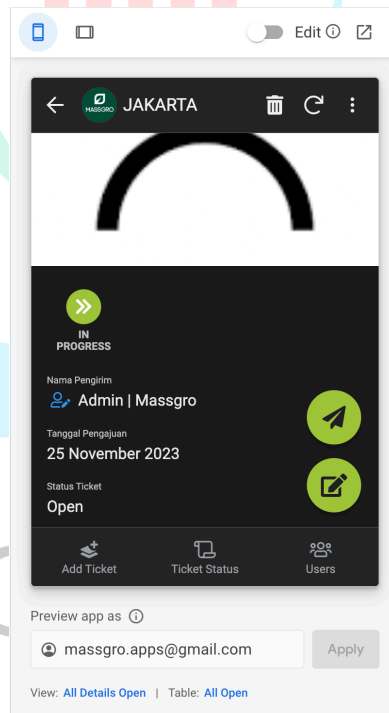 Edit
MASSGRO
JAKARTA
IN
PROGRESS
Nama Pengirim
Admin | Massgro
Tanggal Pengajuan
25 November 2023
Status Ticket
Open
Add Ticket
Ticket Status
Users
Preview app as
massgro.apps@gmail.com
Apply
View: All Details Open | Table: All Open